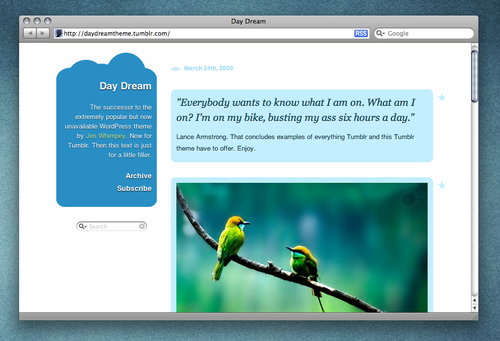 Day Dream
http://daydreamtheme.tumblr.com/
RSS
Google
Day Dream
The successor to the
extremely popular but now
unavailable WordPress theme
by Jim Whimpey. Now for
Tumblr. Then this text is just
for a little filler.
Archive
Subscribe
Search
March 24th, 2009
"Everybody wants to know what I am on. What am I
on? I'm on my bike, busting my ass six hours a day."
Lance Armstrong. That concludes examples of everything Tumblr and this Tumblr
theme have to offer. Enjoy.